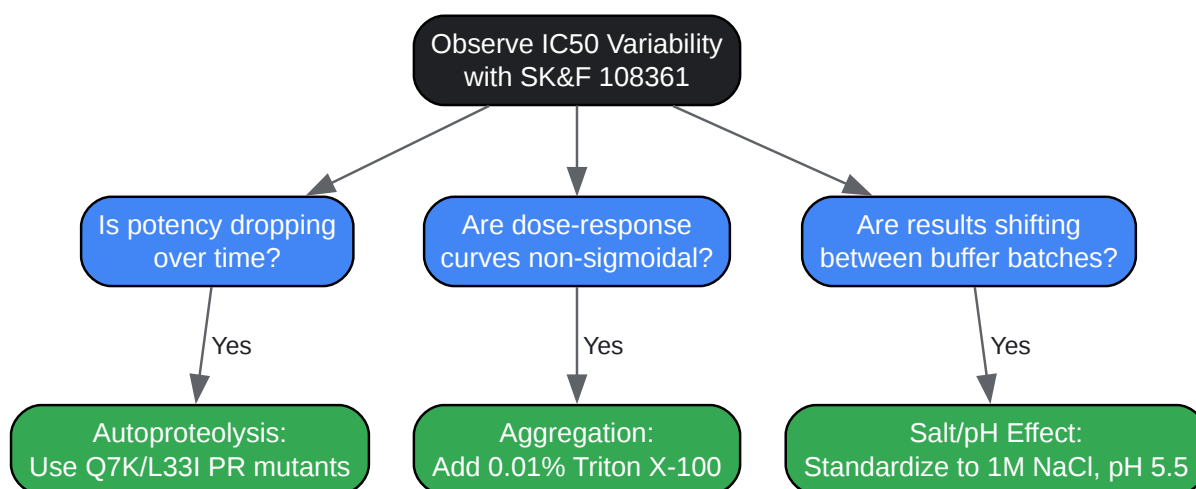 Observe IC50 Variability
with SK&F 108361
Is potency dropping
over time?
Are dose-response
curves non-sigmoidal?
Are results shifting
between buffer batches?
Yes
Yes
Yes
Autoproteolysis:
Use Q7K/L33I PR mutants
Aggregation:
Add 0.01% Triton X-100
Salt/pH Effect:
Standardize to 1M NaCl, pH 5.5